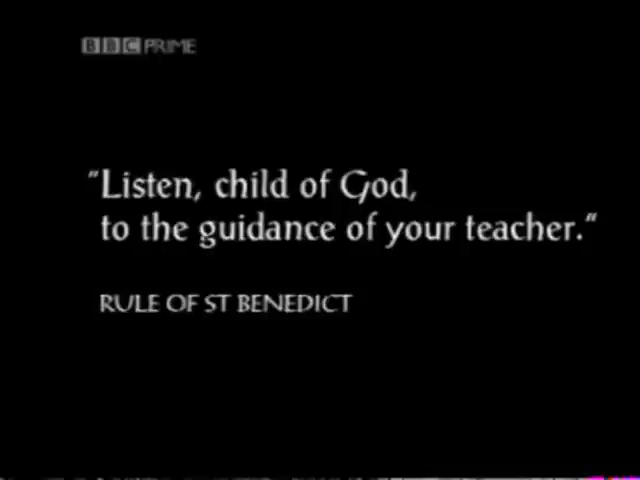 BBC PRIME
"Listen, child of God,
to the guidance of your teacher."
RULE OF ST BENEDICT